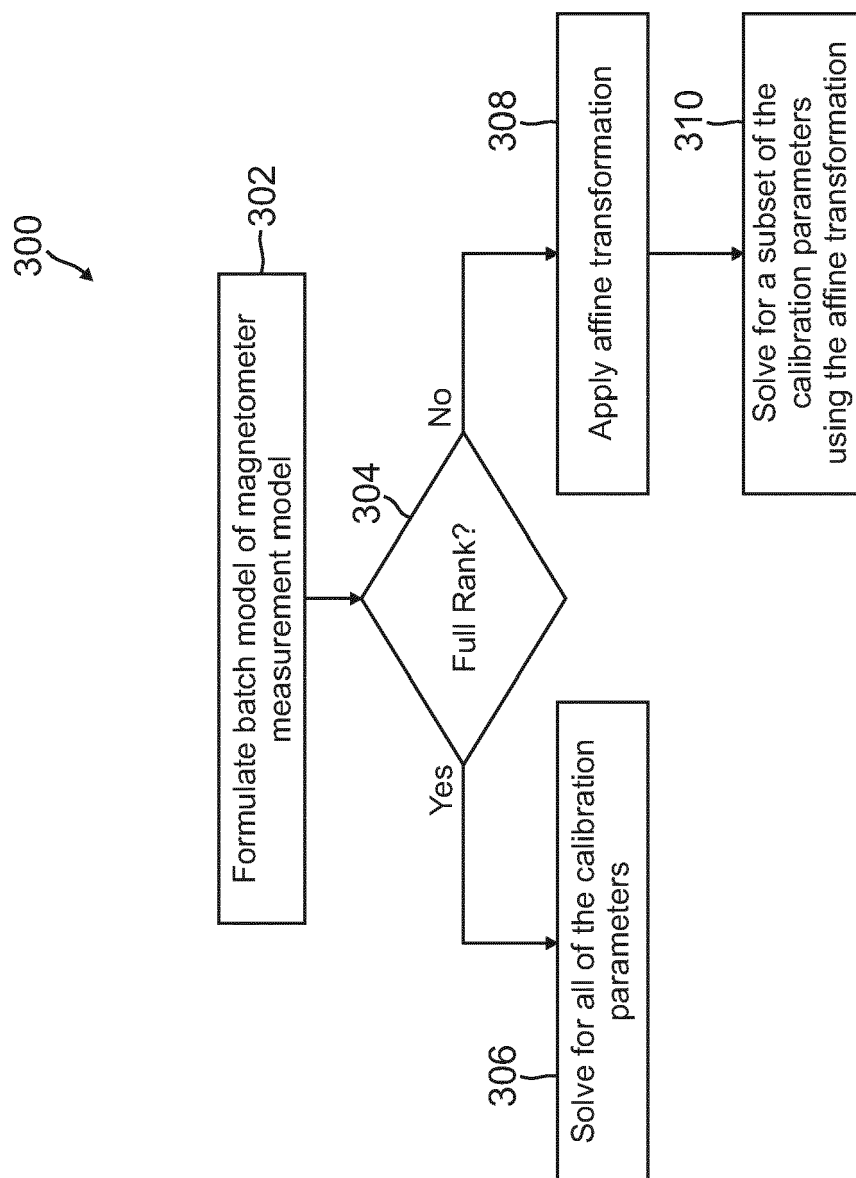 300
302
Formulate batch model of magnetometer
measurement model
304
Full Rank?
Yes
No
306
Solve for all of the calibration
parameters
308
Apply affine transformation
310
Solve for a subset of the
calibration parameters
using the affine transformation